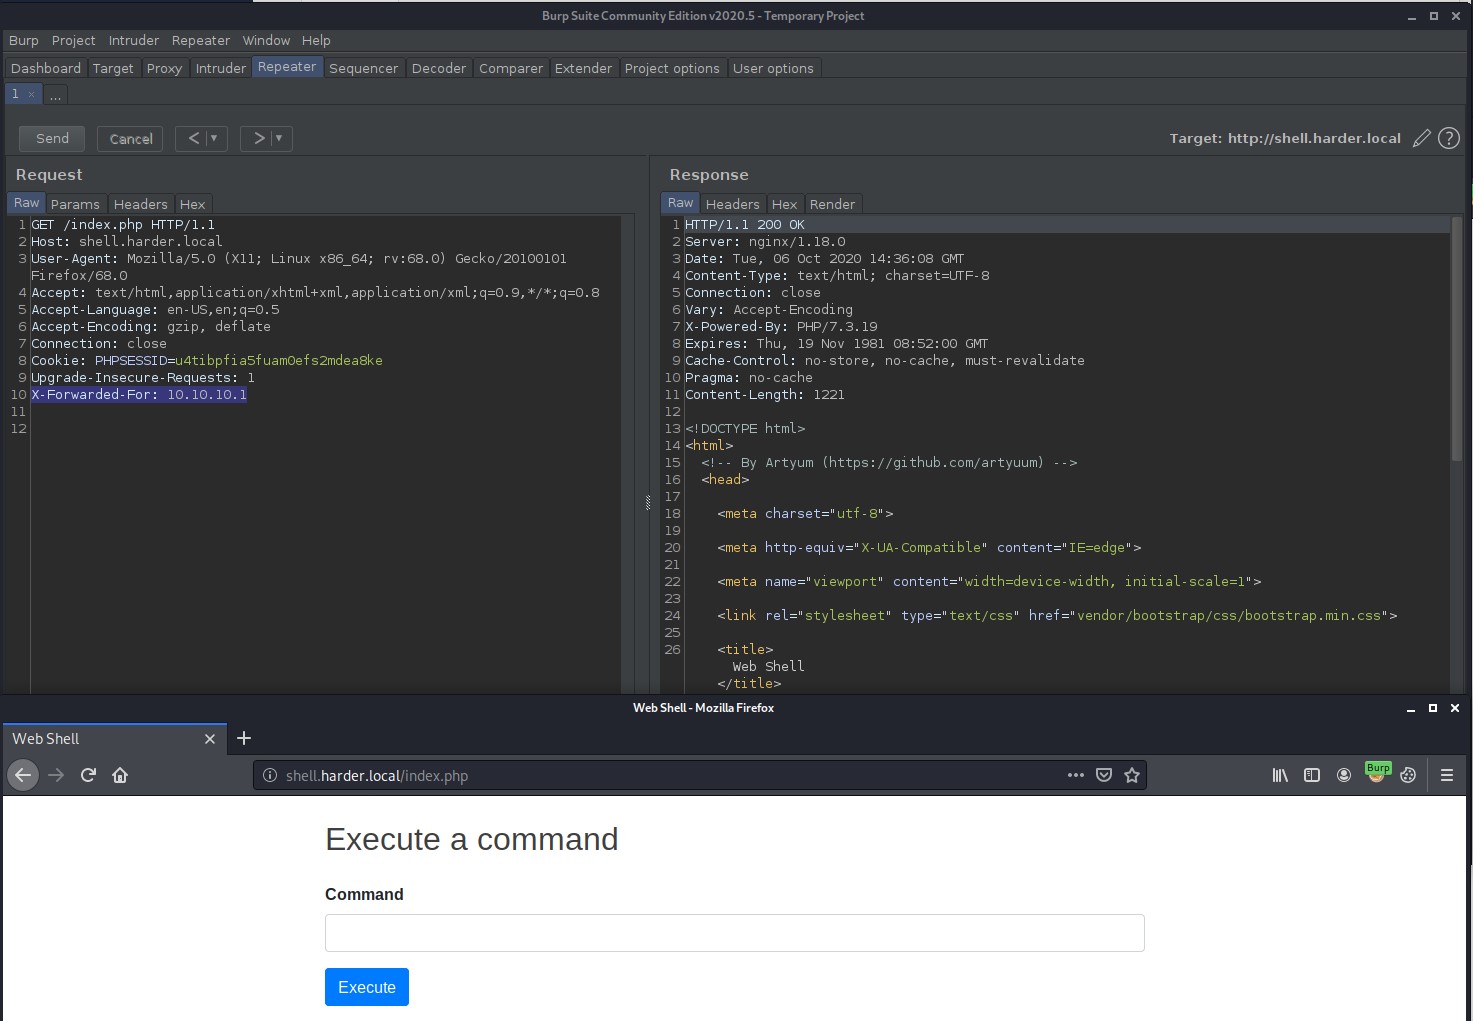 Burp Suite Community Edition v2020.5 - Temporary Project
Burp Project Intruder Repeater Window Help
Dashboard Target Proxy Intruder Repeater Sequencer Decoder Comparer Extender Project options User options
1 × ...
Send Cancel < ▼ > ▼ Target: http://shell.harder.local ?
Request
Raw Params Headers Hex
1 GET /index.php HTTP/1.1
2 Host: shell.harder.local
3 User-Agent: Mozilla/5.0 (X11; Linux x86_64; rv:68.0) Gecko/20100101
Firefox/68.0
4 Accept: text/html,application/xhtml+xml,application/xml;q=0.9,*/*;q=0.8
5 Accept-Language: en-US,en;q=0.5
6 Accept-Encoding: gzip, deflate
7 Connection: close
8 Cookie: PHPSESSID=u4tibpfia5fuam0efs2mdea8ke
9 Upgrade-Insecure-Requests: 1
10 X-Forwarded-For: 10.10.10.1
11
12
Response
Raw Headers Hex Render
1 HTTP/1.1 200 OK
2 Server: nginx/1.18.0
3 Date: Tue, 06 Oct 2020 14:36:08 GMT
4 Content-Type: text/html; charset=UTF-8
5 Connection: close
6 Vary: Accept-Encoding
7 X-Powered-By: PHP/7.3.19
8 Expires: Thu, 19 Nov 1981 08:52:00 GMT
9 Cache-Control: no-store, no-cache, must-revalidate
10 Pragma: no-cache
11 Content-Length: 1221
12
13 <!DOCTYPE html>
14 <html>
15 <!-- By Artyum (https://github.com/artyuum) -->
16 <head>
17
18 <meta charset="utf-8">
19
20 <meta http-equiv="X-UA-Compatible" content="IE=edge">
21
22 <meta name="viewport" content="width=device-width, initial-scale=1">
23
24 <link rel="stylesheet" type="text/css" href="vendor/bootstrap/css/bootstrap.min.css">
25
26 <title>
Web Shell
</title>
Web Shell - Mozilla Firefox
Web Shell
shell.harder.local/index.php
Burp
Execute a command
Command
Execute